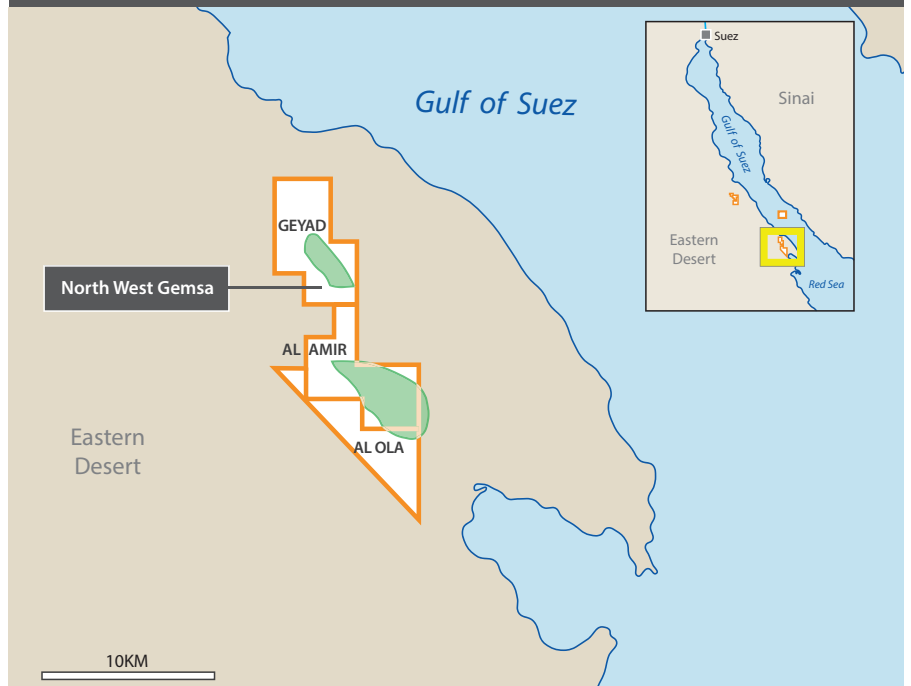 Gulf of Suez
GEYAD
North West Gemsa
AL AMIR
AL OLA
Eastern
Desert
10KM
Suez
Sinai
Gulf of Suez
Eastern
Desert
Red Sea